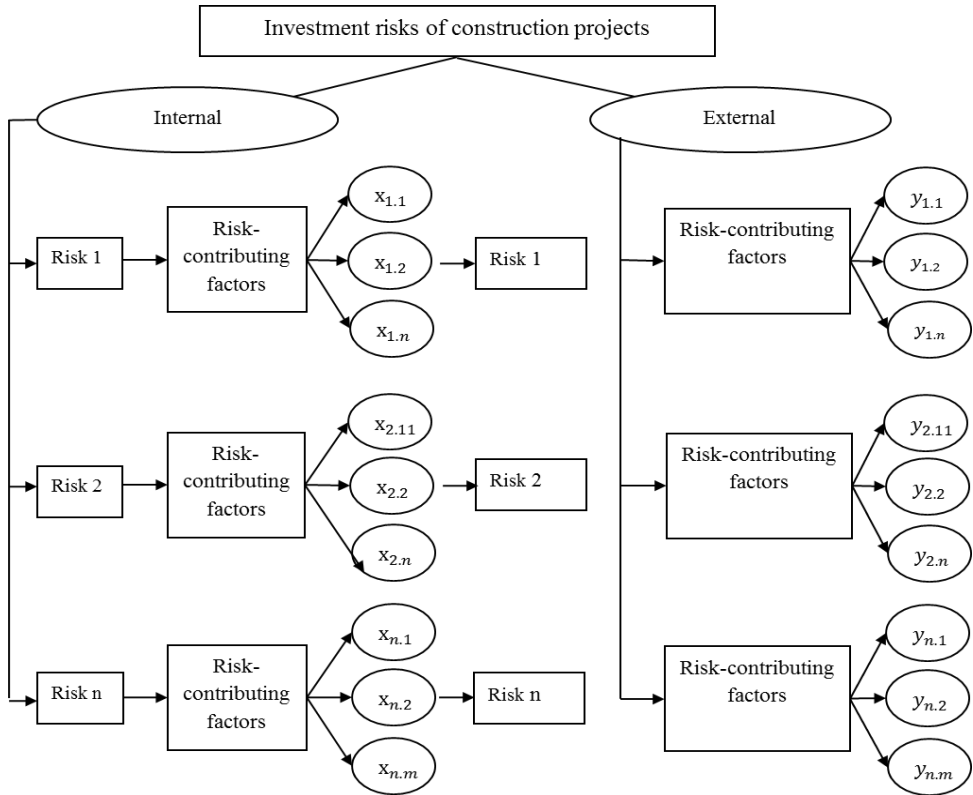 Investment risks of construction projects
Internal
External
Risk 1
Risk-
contributing
factors
x1.1
x1.2
x1.n
Risk 1
Risk-contributing
factors
y1.1
y1.2
y1.n
Risk 2
Risk-
contributing
factors
x2.11
x2.2
x2.n
Risk 2
Risk-contributing
factors
y2.11
y2.2
y2.n
Risk n
Risk-
contributing
factors
xn.1
xn.2
xn.m
Risk n
Risk-contributing
factors
yn.1
yn.2
yn.m